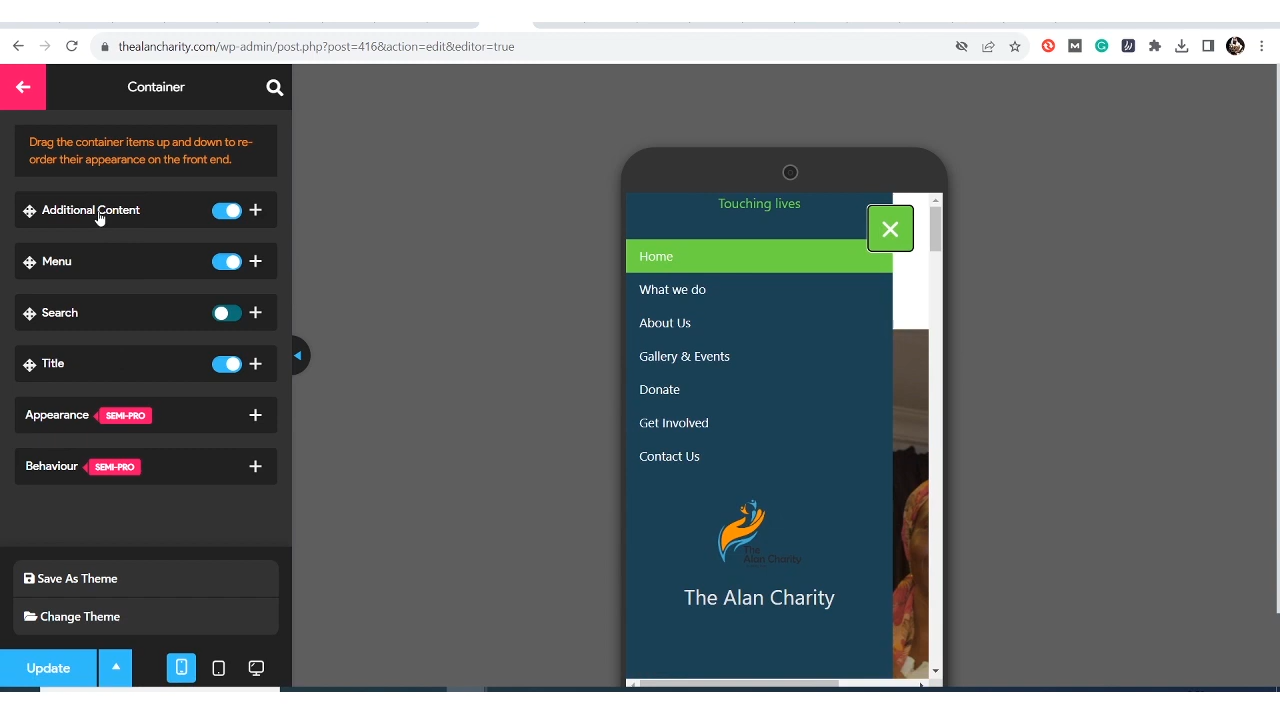 thealancharity.com/wp-admin/post.php?post=416&action=edit&editor=true
Container
Drag the container items up and down to re-
order their appearance on the front end.
Additional Content
Menu
Search
Title
Appearance SEMI-PRO
Behaviour SEMI-PRO
Save As Theme
Change Theme
Update
Touching lives
Home
What we do
About Us
Gallery & Events
Donate
Get Involved
Contact Us
The
Alan Charity
The Alan Charity